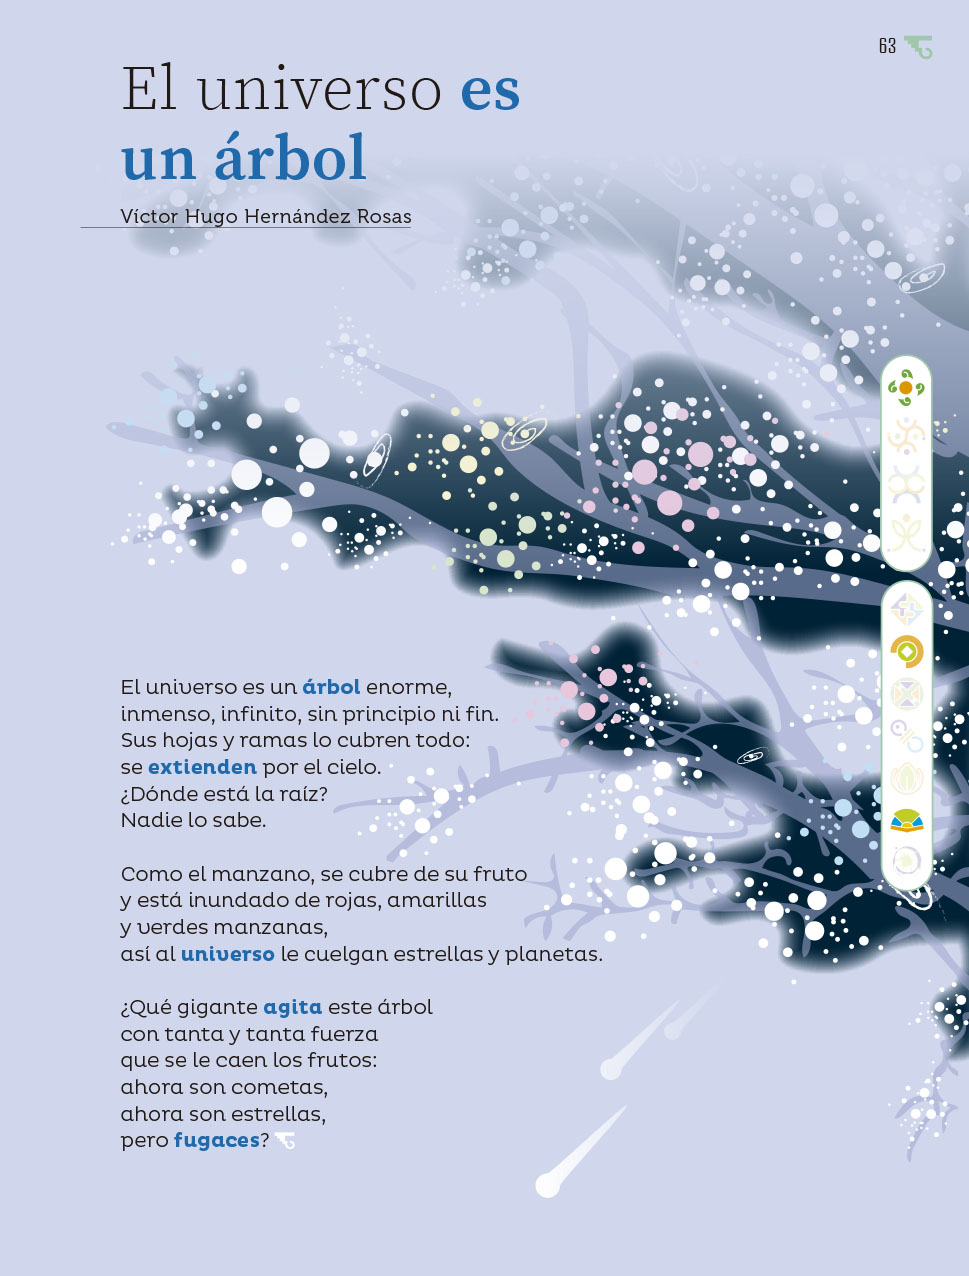 63
El universo es
un árbol
Víctor Hugo Hernández Rosas
El universo es un árbol enorme,
inmenso, infinito, sin principio ni fin.
Sus hojas y ramas lo cubren todo:
se extienden por el cielo.
¿Dónde está la raíz?
Nadie lo sabe.
Como el manzano, se cubre de su fruto
y está inundado de rojas, amarillas
y verdes manzanas,
así al universo le cuelgan estrellas y planetas.
¿Qué gigante agita este árbol
con tanta y tanta fuerza
que se le caen los frutos:
ahora son cometas,
ahora son estrellas,
pero fugaces?